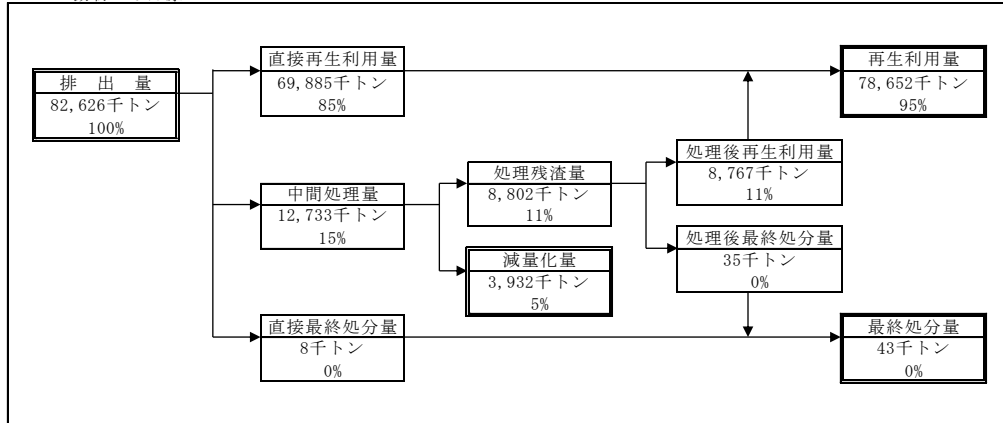 排 出 量
82,626千トン
100%
直接再生利用量
69,885千トン
85%
中間処理量
12,733千トン
15%
直接最終処分量
8千トン
0%
処理残渣量
8,802千トン
11%
減量化量
3,932千トン
5%
処理後再生利用量
8,767千トン
11%
処理後最終処分量
35千トン
0%
再生利用量
78,652千トン
95%
最終処分量
43千トン
0%